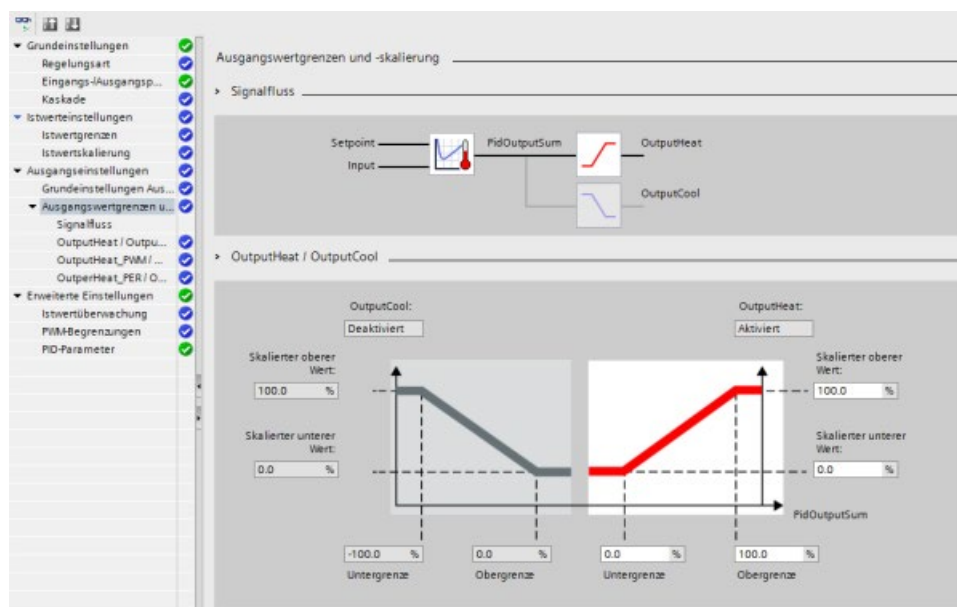 Grundeinstellungen
Regelungsart
Eingangs-/Ausgangsp...
Kaskade
Istwerteinstellungen
Istwertgrenzen
Istwertskalierung
Ausgangseinstellungen
Grundeinstellungen Aus...
Ausgangswertgrenzen u...
Signalfluss
OutputHeat / Outpu...
OutputHeat_PWM / ...
OutperHeat_PER / O...
Erweiterte Einstellungen
Istwertüberwachung
PWM-Begrenzungen
PID-Parameter
Ausgangswertgrenzen und -skalierung
Signalfluss
Setpoint
Input
PidOutputSum
OutputHeat
OutputCool
OutputHeat / OutputCool
OutputCool:
Deaktiviert
OutputHeat:
Aktiviert
Skalierter oberer
Wert:
100.0 %
Skalierter unterer
Wert:
0.0 %
Skalierter oberer
Wert:
100.0 %
Skalierter unterer
Wert:
0.0 %
PidOutputSum
-100.0 %
0.0 %
0.0 %
100.0 %
Untergrenze
Obergrenze
Untergrenze
Obergrenze